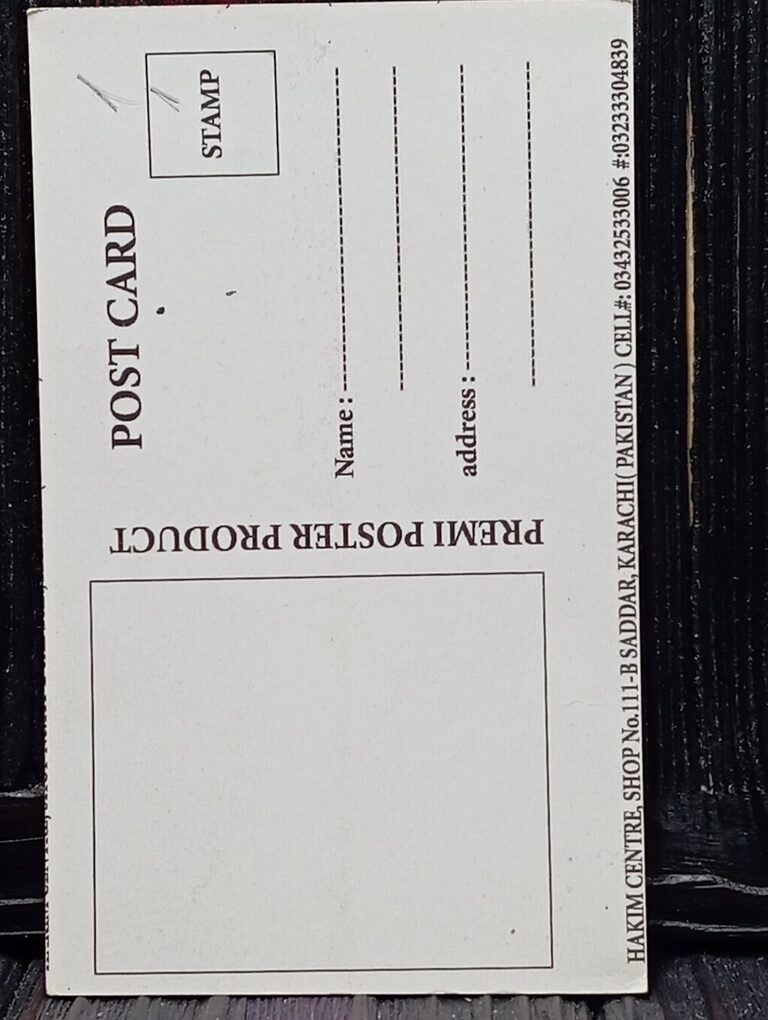 POST CARD
STAMP
Name : ------------------------------
------------------------------
address : ------------------------------
------------------------------
PREMI POSTER PRODUCT
HAKIM CENTRE, SHOP No.111-B SADDAR, KARACHI( PAKISTAN ) CELL#: 03432533006 #:03233304839